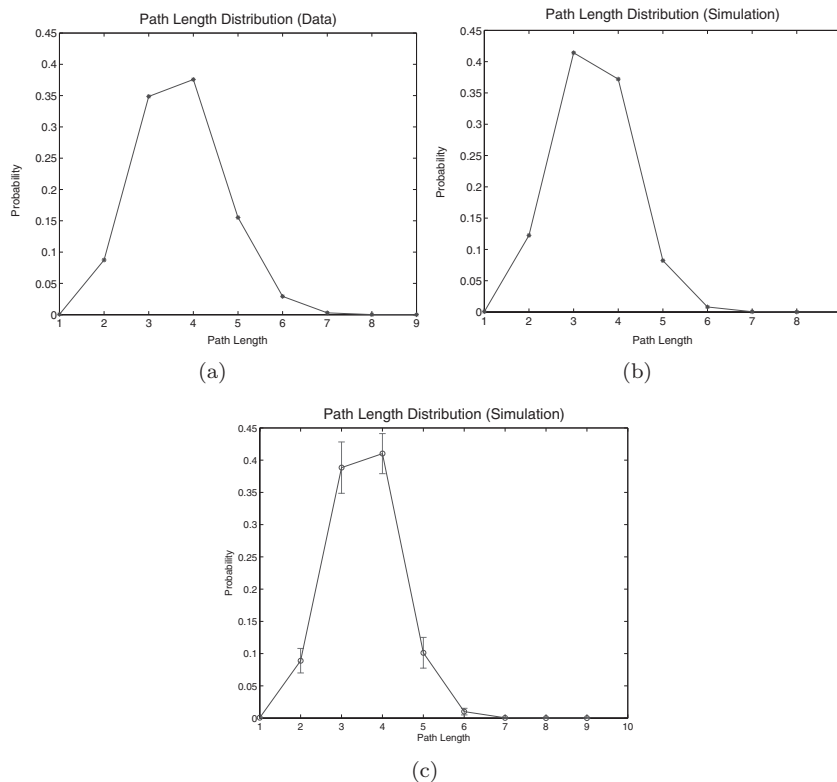 Path Length Distribution (Data)
0.45
0.4
0.35
0.3
0.25
0.2
0.15
0.1
0.05
0
Probability
1 2 3 4 5 6 7 8 9
Path Length
(a)
Path Length Distribution (Simulation)
0.45
0.4
0.35
0.3
0.25
0.2
0.15
0.1
0.05
0
Probability
1 2 3 4 5 6 7 8
Path Length
(b)
Path Length Distribution (Simulation)
0.45
0.4
0.35
0.3
0.25
0.2
0.15
0.1
0.05
0
Probability
1 2 3 4 5 6 7 8 9 10
Path Length
(c)